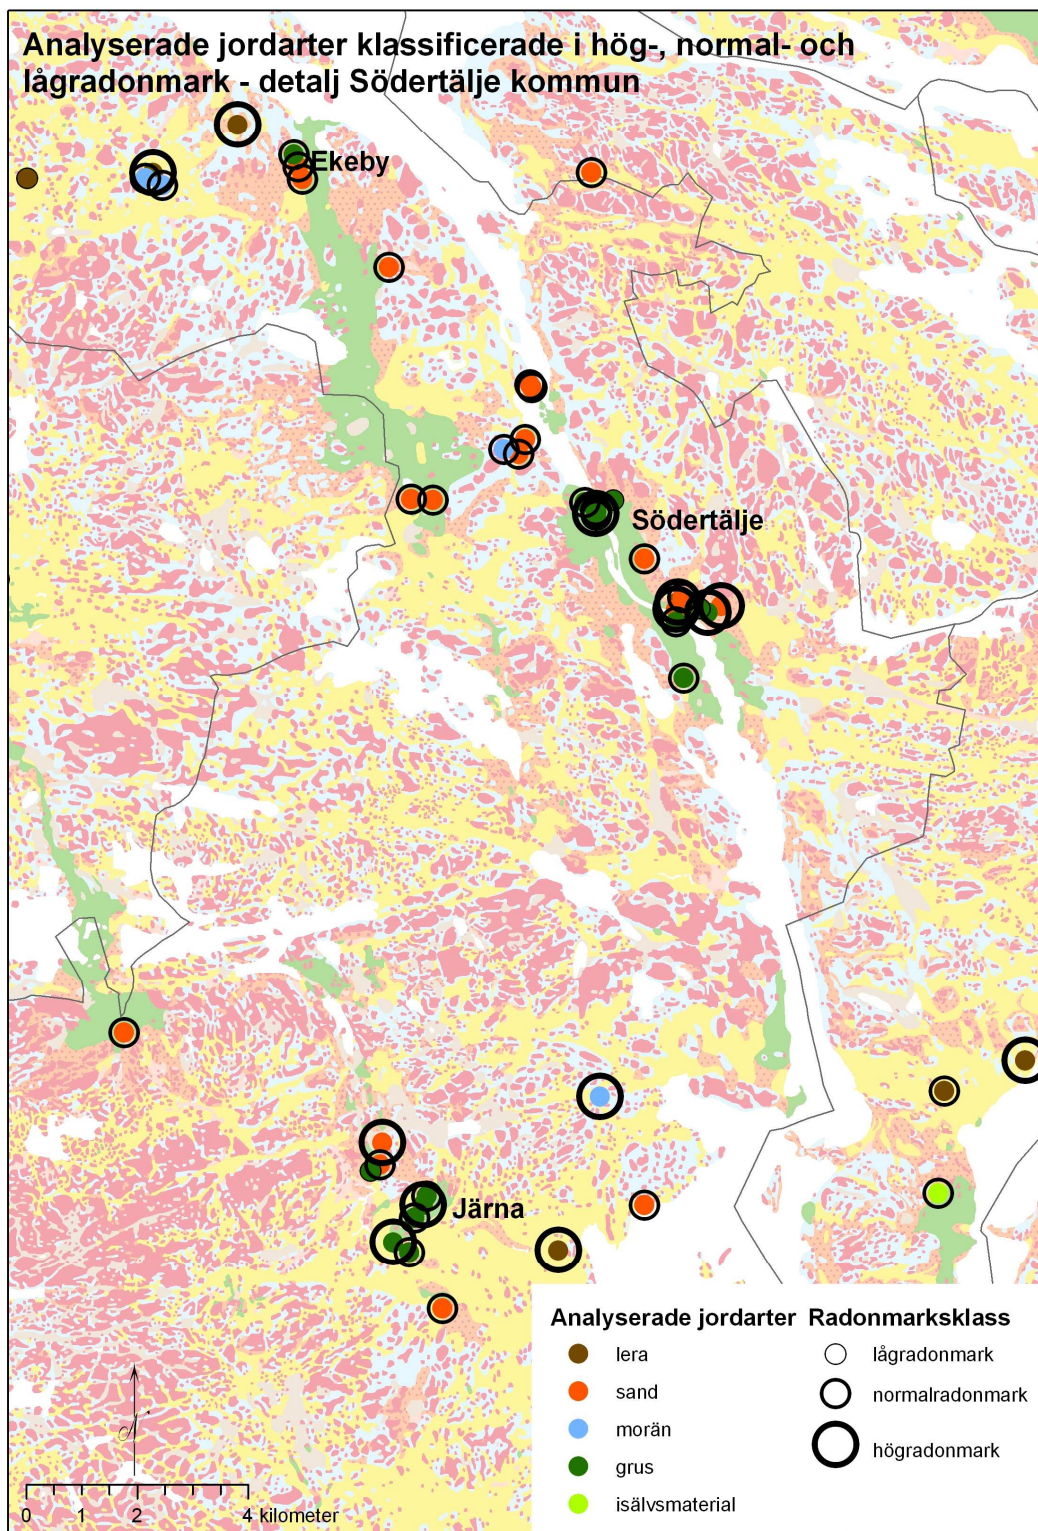 Analyserade jordarter klassificerade i hög-, normal- och
lågradonmark - detalj Södertälje kommun
Ekeby
Södertälje
Järna
Analyserade jordarter
lera
sand
morän
grus
isälvsmaterial
Radonmarksklass
lågradonmark
normalradonmark
högradonmark
N
0 2 4 kilometer